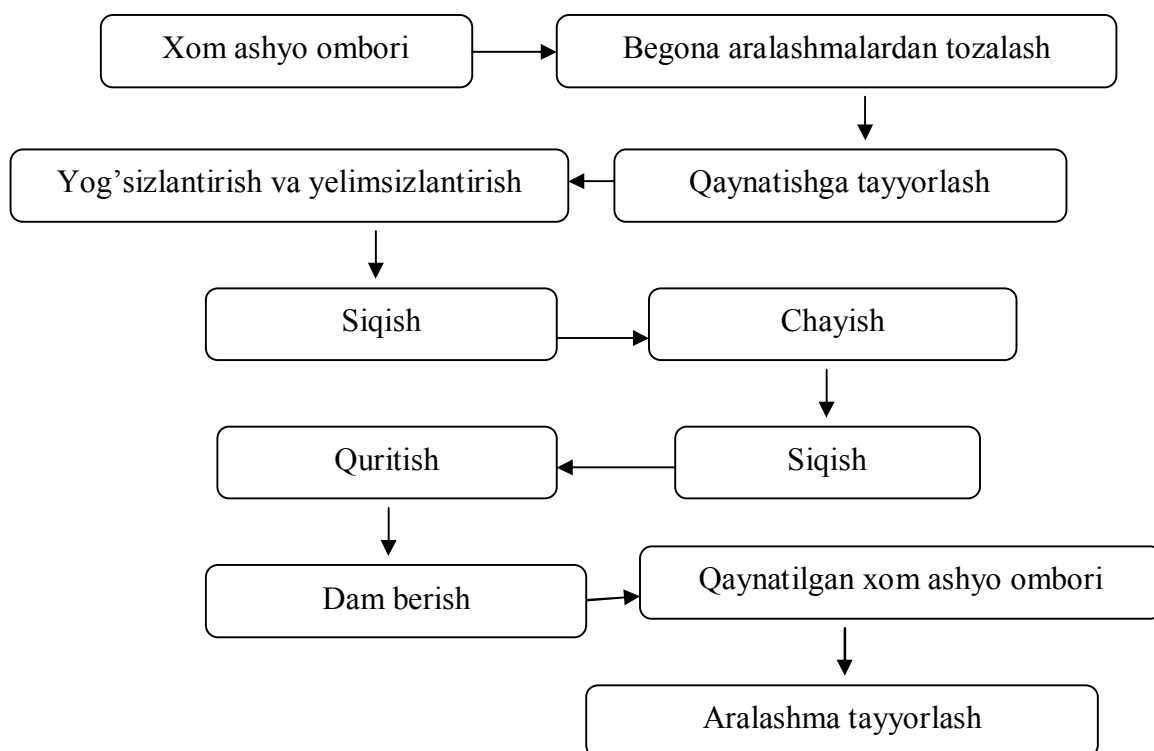 Xom ashyo ombori
Begona aralashmalardan tozalash
Qaynatishga tayyorlash
Yog’sizlantirish va yelimsizlantirish
Siqish
Chayish
Siqish
Quritish
Dam berish
Qaynatilgan xom ashyo ombori
Aralashma tayyorlash